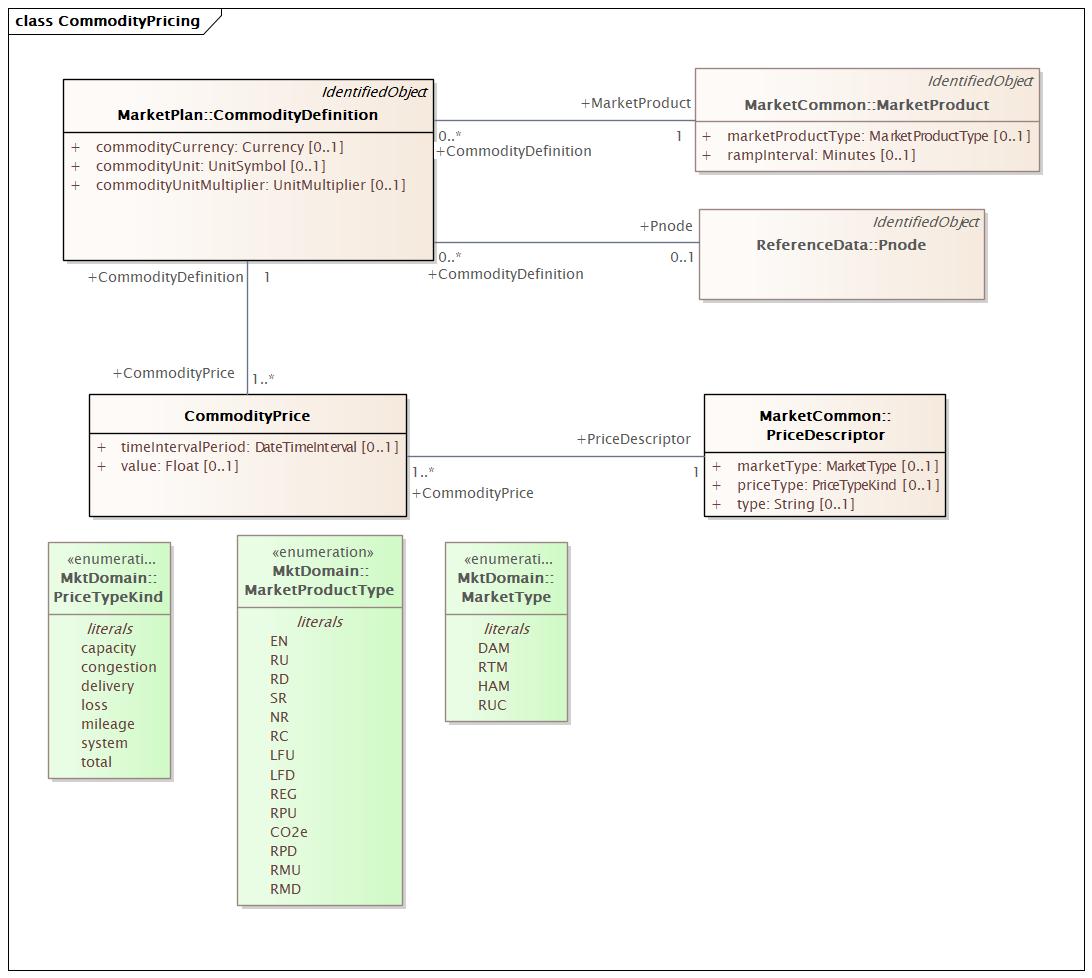 class CommodityPricing
IdentifiedObject
MarketPlan::CommodityDefinition
+ commodityCurrency: Currency [0..1]
+ commodityUnit: UnitSymbol [0..1]
+ commodityUnitMultiplier: UnitMultiplier [0..1]
+MarketProduct
0..*
1
+CommodityDefinition
IdentifiedObject
MarketCommon::MarketProduct
+ marketProductType: MarketProductType [0..1]
+ rampInterval: Minutes [0..1]
+Pnode
0..*
0..1
+CommodityDefinition
IdentifiedObject
ReferenceData::Pnode
+CommodityDefinition
1
+CommodityPrice
1..*
CommodityPrice
+ timeIntervalPeriod: DateTimeInterval [0..1]
+ value: Float [0..1]
+PriceDescriptor
1..*
1
+CommodityPrice
MarketCommon::
PriceDescriptor
+ marketType: MarketType [0..1]
+ priceType: PriceTypeKind [0..1]
+ type: String [0..1]
«enumerati...
MktDomain::
PriceTypeKind
literals
capacity
congestion
delivery
loss
mileage
system
total
«enumeration»
MktDomain::
MarketProductType
literals
EN
RU
RD
SR
NR
RC
LFU
LFD
REG
RPU
CO2e
RPD
RMU
RMD
«enumerati...
MktDomain::
MarketType
literals
DAM
RTM
HAM
RUC